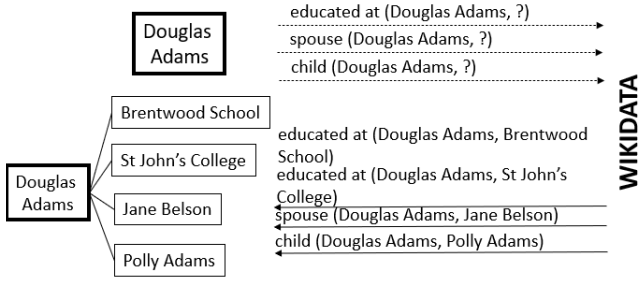 Douglas
Adams
educated at (Douglas Adams, ?)
spouse (Douglas Adams, ?)
child (Douglas Adams, ?)
WIKIDATA
Douglas
Adams
Brentwood School
St John's College
Jane Belson
Polly Adams
educated at (Douglas Adams, Brentwood
School)
educated at (Douglas Adams, St John's
College)
spouse (Douglas Adams, Jane Belson)
child (Douglas Adams, Polly Adams)